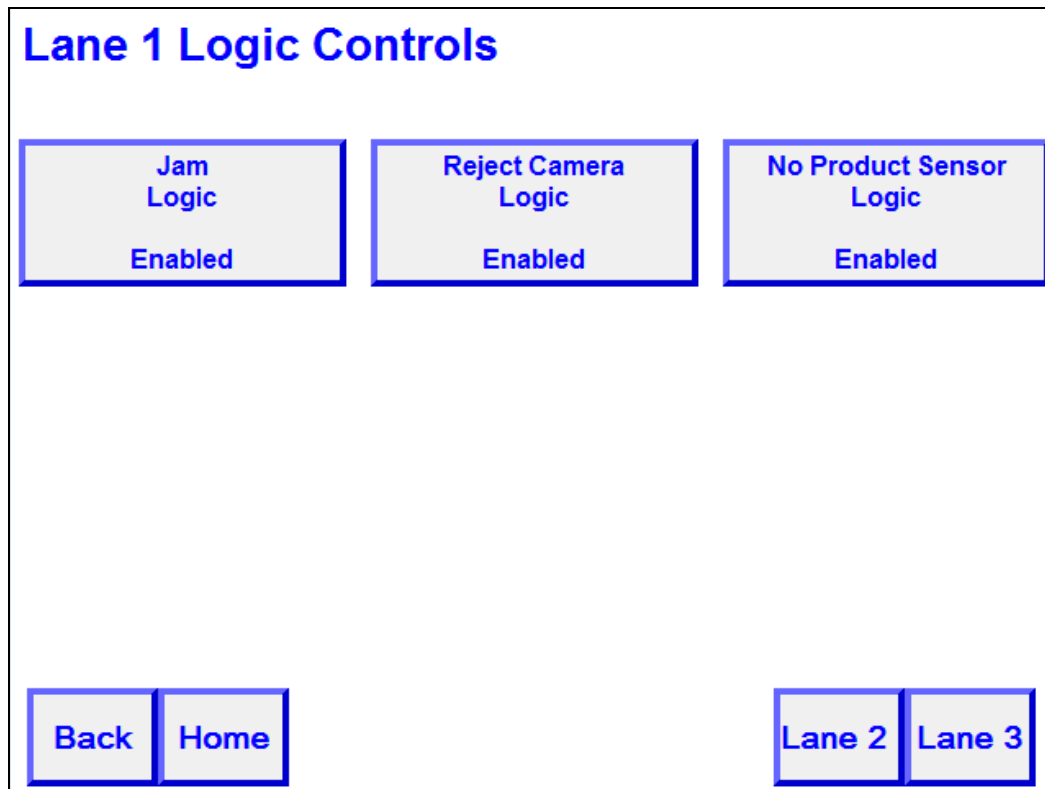 Lane 1 Logic Controls
Jam
Logic
Enabled
Reject Camera
Logic
Enabled
No Product Sensor
Logic
Enabled
Back
Home
Lane 2
Lane 3